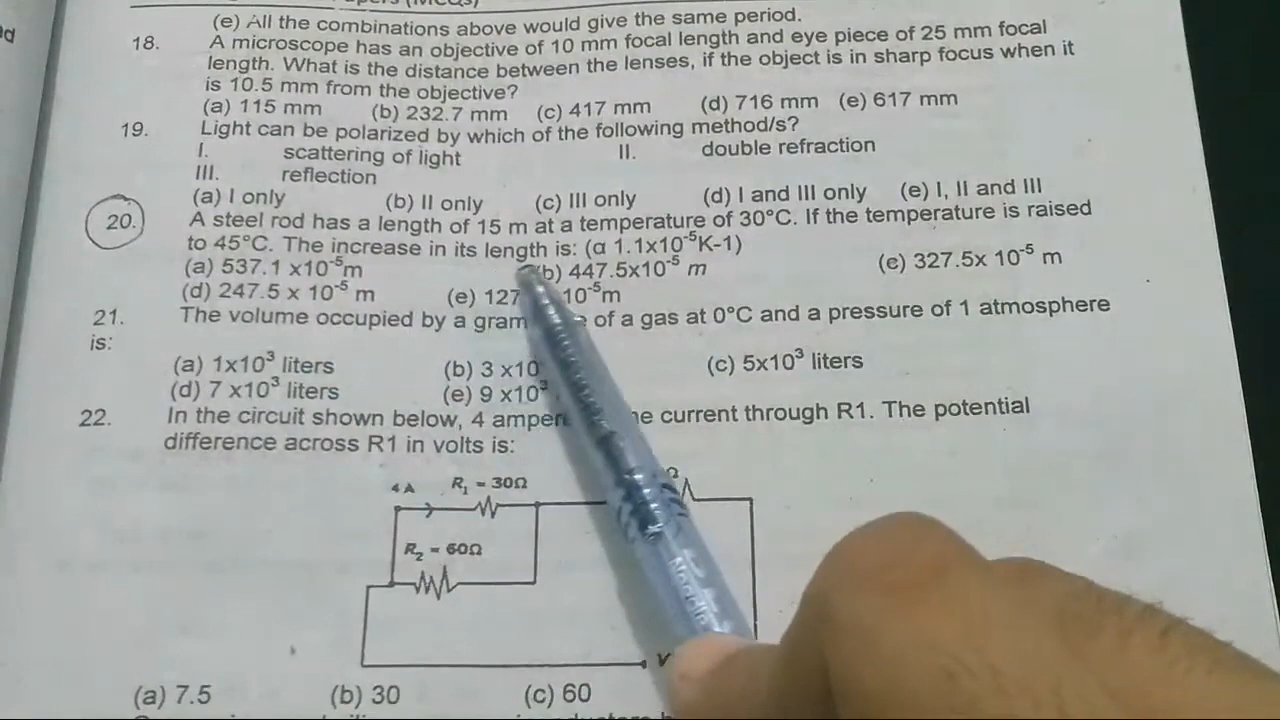 (e) All the combinations above would give the same period.
18. A microscope has an objective of 10 mm focal length and eye piece of 25 mm focal
length. What is the distance between the lenses, if the object is in sharp focus when it
is 10.5 mm from the objective?
(a) 115 mm (b) 232.7 mm (c) 417 mm (d) 716 mm (e) 617 mm
19. Light can be polarized by which of the following method/s?
I. scattering of light II. double refraction
III. reflection
(a) I only (b) II only (c) III only (d) I and III only (e) I, II and III
20. A steel rod has a length of 15 m at a temperature of 30°C. If the temperature is raised
to 45°C. The increase in its length is: (α 1.1x10⁻⁵K-1)
(a) 537.1 x10⁻⁵m (b) 447.5x10⁻⁵ m (e) 327.5x 10⁻⁵ m
(d) 247.5 x 10⁻⁵ m (e) 127 10⁻⁵m
21. The volume occupied by a gram of a gas at 0°C and a pressure of 1 atmosphere
is:
(a) 1x10³ liters (b) 3 x10 (c) 5x10³ liters
(d) 7 x10³ liters (e) 9 x10³
22. In the circuit shown below, 4 current through R1. The potential
difference across R1 in volts is:
4 A R₁ = 30Ω Ω
R₂ = 60Ω
V
(a) 7.5 (b) 30 (c) 60
Needle